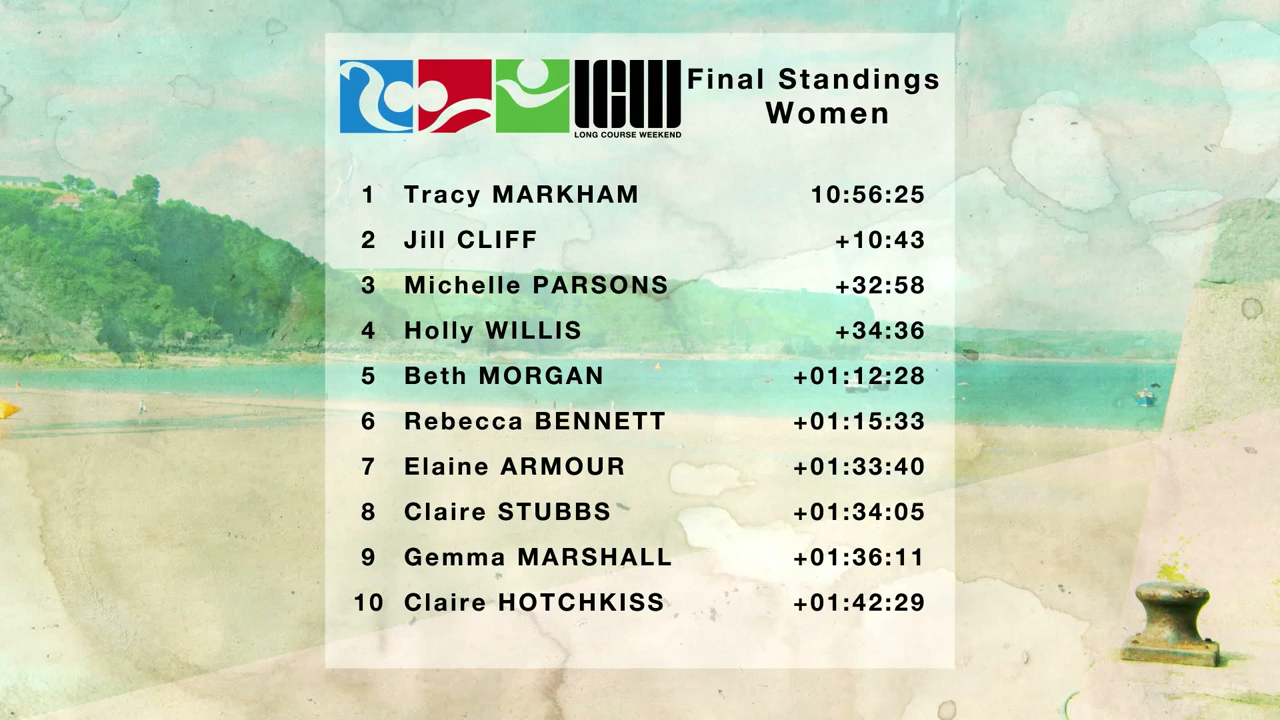 LCW
LONG COURSE WEEKEND
Final Standings
Women
1 Tracy MARKHAM 10:56:25
2 Jill CLIFF +10:43
3 Michelle PARSONS +32:58
4 Holly WILLIS +34:36
5 Beth MORGAN +01:12:28
6 Rebecca BENNETT +01:15:33
7 Elaine ARMOUR +01:33:40
8 Claire STUBBS +01:34:05
9 Gemma MARSHALL +01:36:11
10 Claire HOTCHKISS +01:42:29